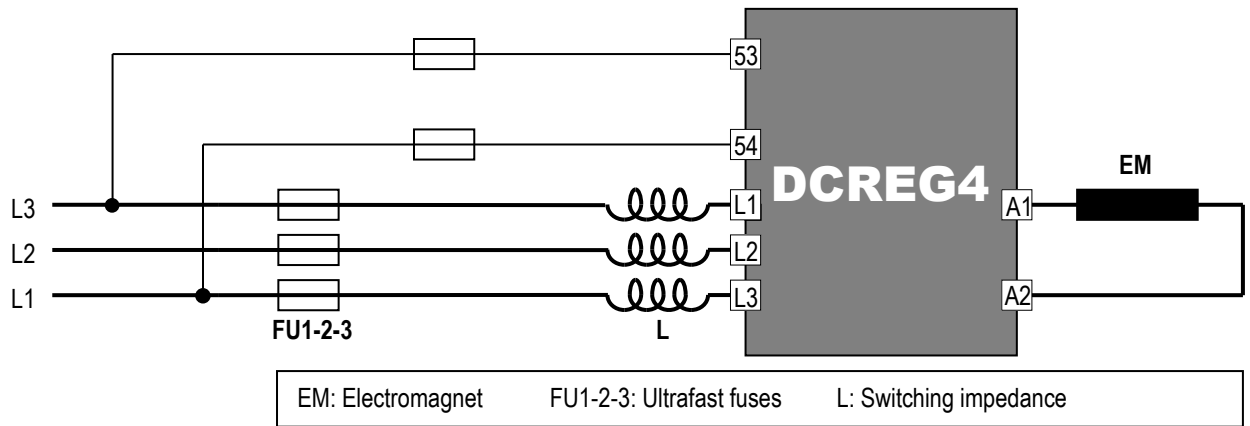 53
54
DCREG4
EM
L3
L1
A1
L2
L2
L1
L3
A2
FU1-2-3
L
EM: Electromagnet FU1-2-3: Ultrafast fuses L: Switching impedance